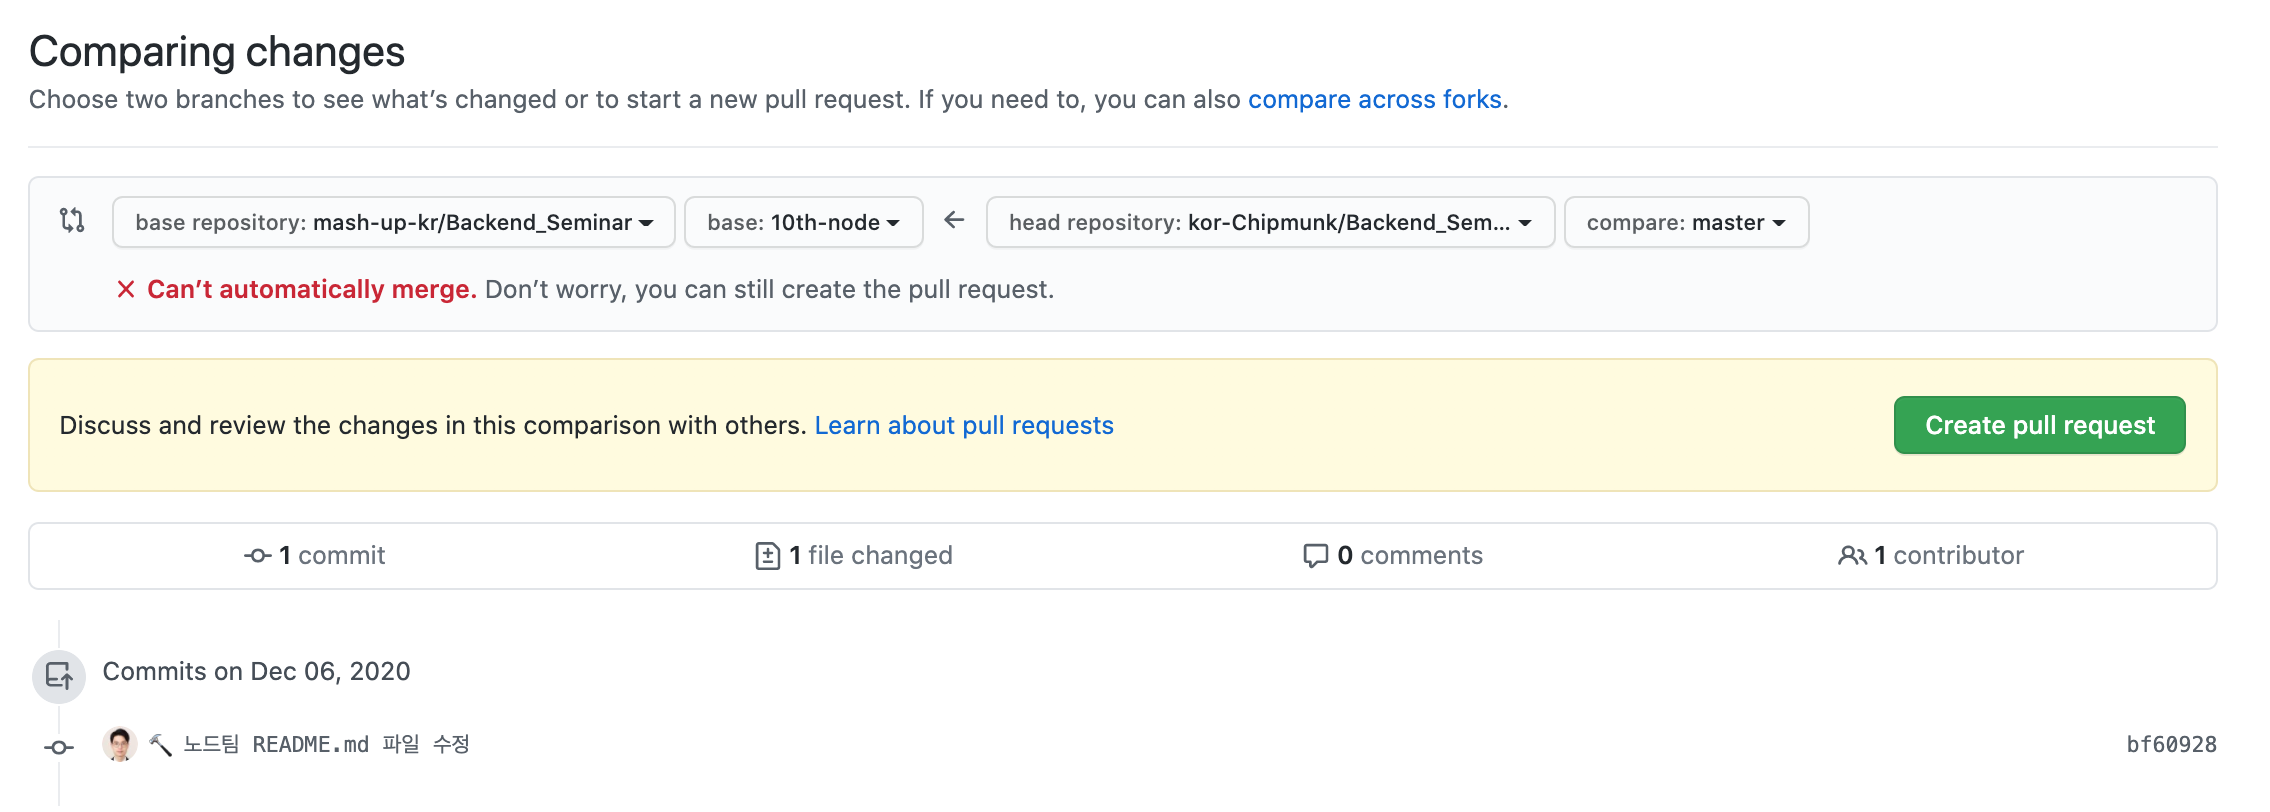 Comparing changes
Choose two branches to see what’s changed or to start a new pull request. If you need to, you can also compare across forks.
base repository: mash-up-kr/Backend_Seminar base: 10th-node head repository: kor-Chipmunk/Backend_Sem... compare: master
Can’t automatically merge. Don’t worry, you can still create the pull request.
Discuss and review the changes in this comparison with others. Learn about pull requests Create pull request
1 commit 1 file changed 0 comments 1 contributor
Commits on Dec 06, 2020
노드팀 README.md 파일 수정 bf60928